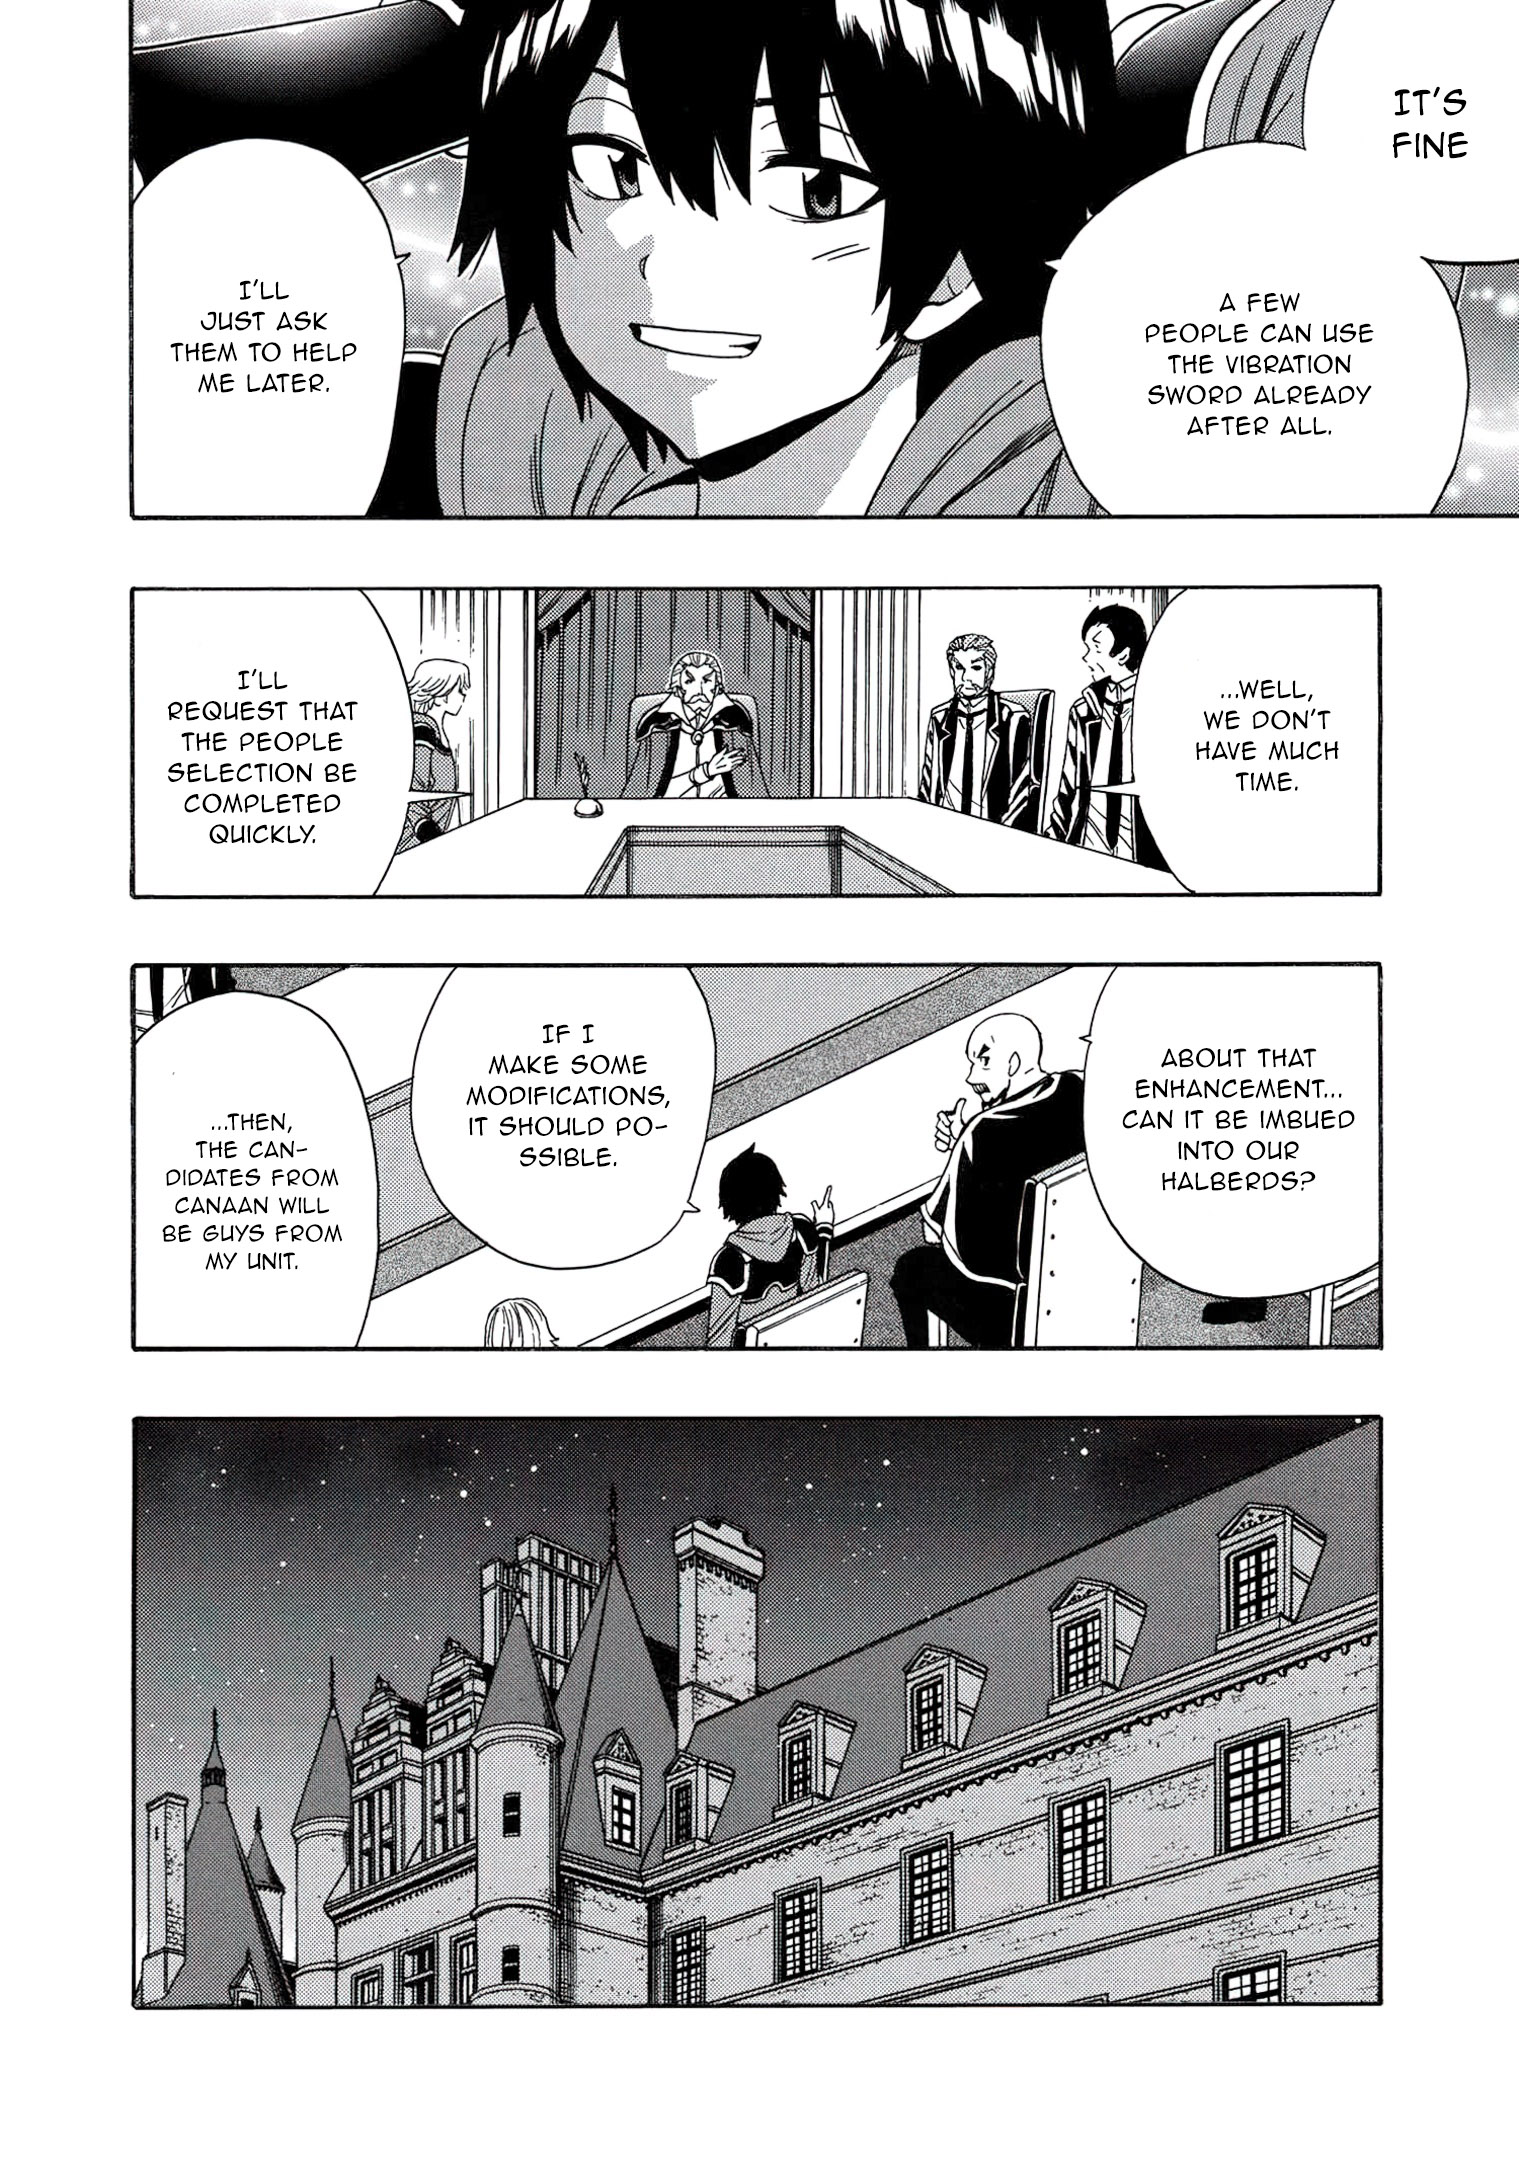 IT'S
FINE
A FEW
PEOPLE CAN USE
THE VIBRATION
SWORD ALREADY
AFTER ALL.
I'LL
JUST ASK
THEM TO HELP
ME LATER.
...WELL,
WE DON'T
HAVE MUCH
TIME.
I'LL
REQUEST THAT
THE PEOPLE
SELECTION BE
COMPLETED
QUICKLY.
ABOUT THAT
ENHANCEMENT...
CAN IT BE IMBUED
INTO OUR
HALBERDS?
IF I
MAKE SOME
MODIFICATIONS,
IT SHOULD PO-
SSIBLE.
...THEN,
THE CAN-
DIDATES FROM
CANAAN WILL
BE GUYS FROM
MY UNIT.